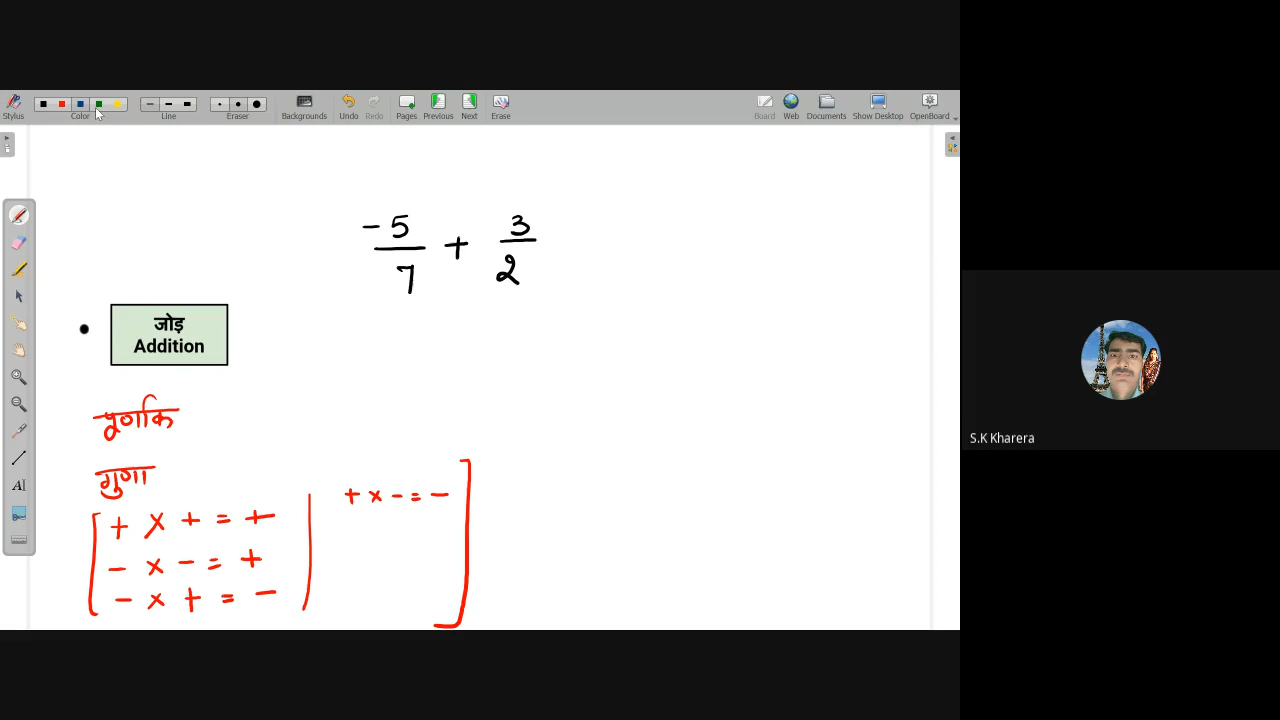 Stylus Color Line Eraser Backgrounds Undo Redo Pages Previous Next Erase Board Web Documents Show Desktop OpenBoard
-5/7 + 3/2
जोड़
Addition
पूर्णांक
गुणा
+ x - = -
+ x + = +
- x - = +
- x + = -
S.K Kharera